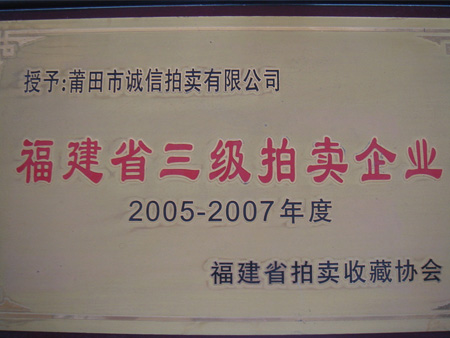 授予:莆田市诚信拍卖有限公司
福建省三级拍卖企业
2005-2007年度
福建省拍卖收藏协会